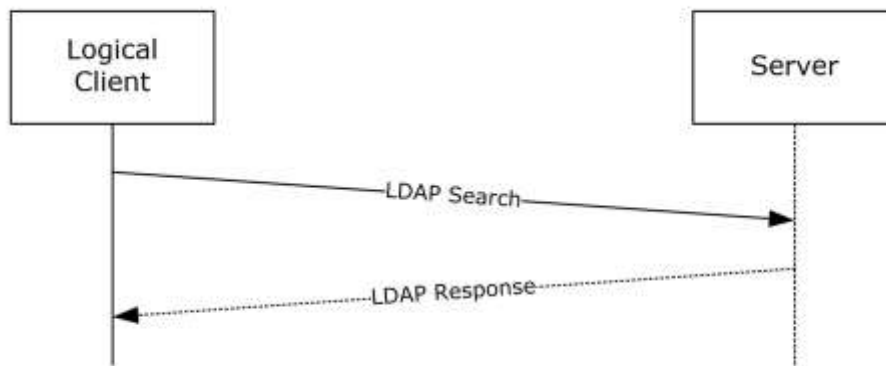 Logical
Client
Server
LDAP Search
LDAP Response